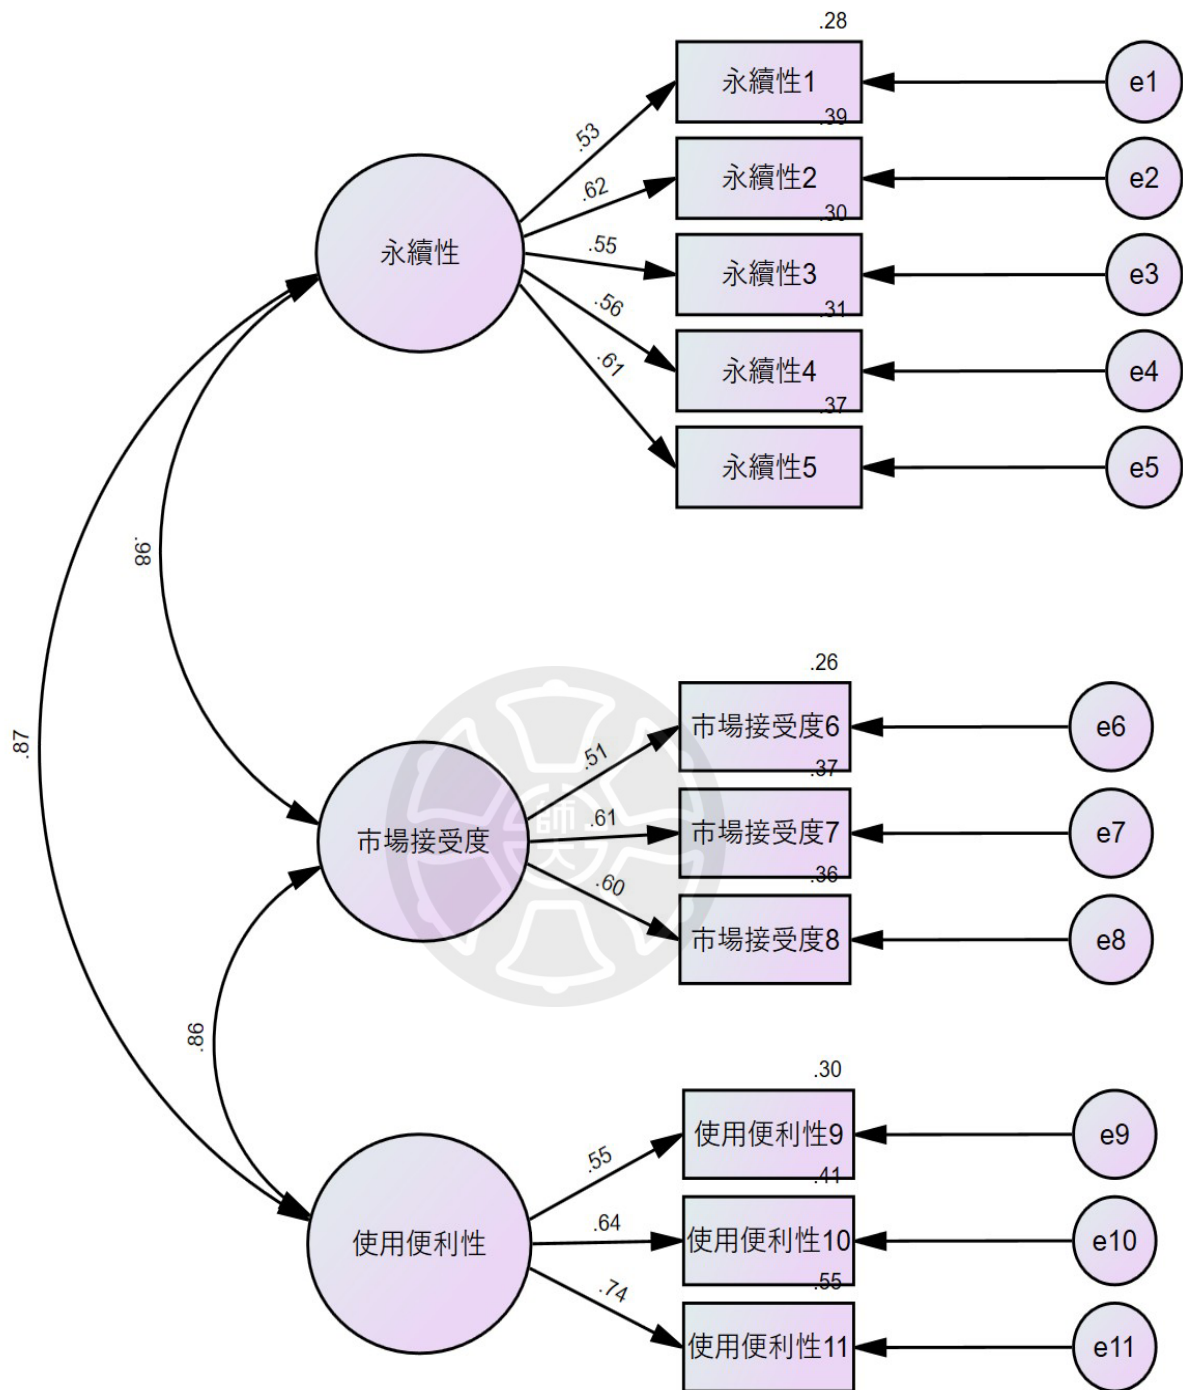 .28
永續性1
e1
.53
.39
永續性2
e2
.62
.30
永續性
永續性3
e3
.55
.31
永續性4
e4
.56
.37
永續性5
e5
.61
.98
.87
.26
市場接受度6
e6
.51
.37
市場接受度
市場接受度7
e7
.61
.36
市場接受度8
e8
.60
師大
.86
.30
使用便利性9
e9
.55
.41
使用便利性
使用便利性10
e10
.64
.55
使用便利性11
e11
.74